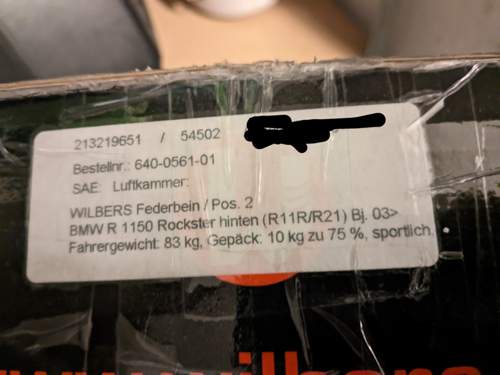 213219651 / 54502
Bestellnr.: 640-0561-01
SAE: Luftkammer:
WILBERS Federbein / Pos. 2
BMW R 1150 Rockster hinten (R11R/R21) Bj. 03>
Fahrergewicht: 83 kg, Gepäck: 10 kg zu 75 %, sportlich.